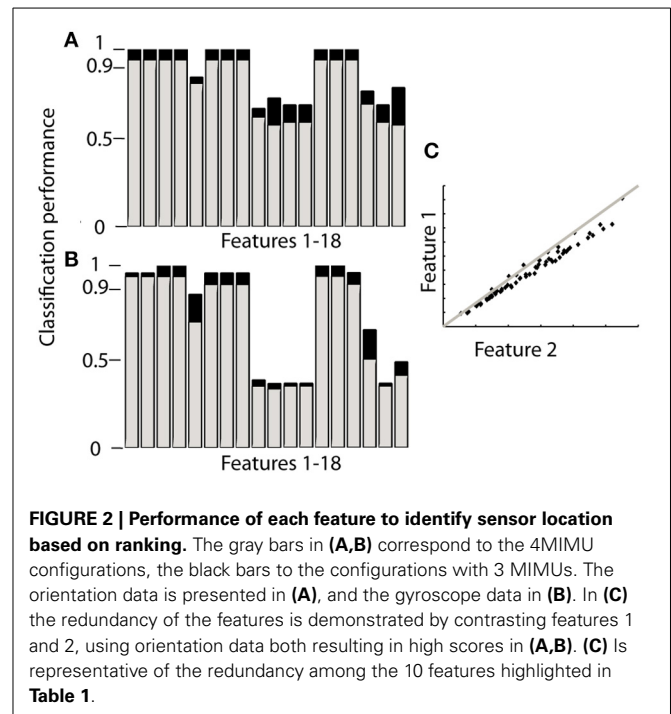 A
1
0.9
0.5
0
Features 1-18
Classification performance
B
1
0.9
0.5
0
Features 1-18
C
Feature 1
Feature 2
FIGURE 2 | Performance of each feature to identify sensor location
based on ranking. The gray bars in (A,B) correspond to the 4MIMU
configurations, the black bars to the configurations with 3 MIMUs. The
orientation data is presented in (A), and the gyroscope data in (B). In (C)
the redundancy of the features is demonstrated by contrasting features 1
and 2, using orientation data both resulting in high scores in (A,B). (C) Is
representative of the redundancy among the 10 features highlighted in
Table 1.